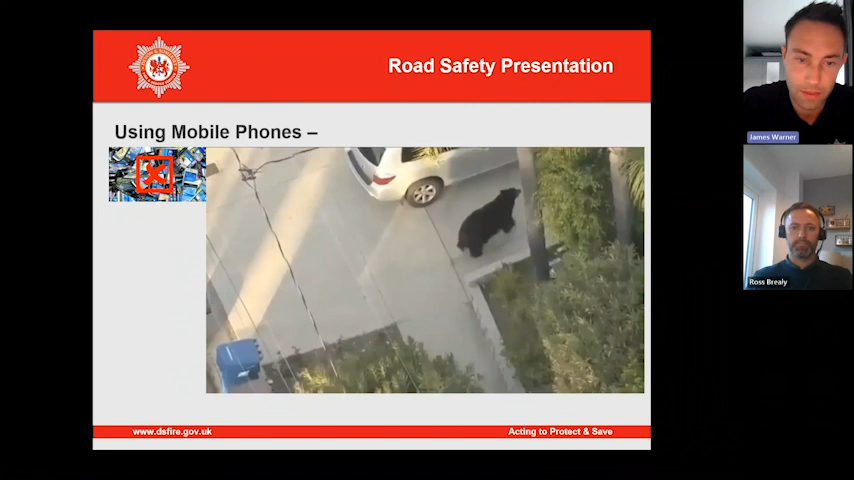 Road Safety Presentation
Using Mobile Phones –
www.dsfire.gov.uk
Acting to Protect & Save
James Warner
Ross Brealy